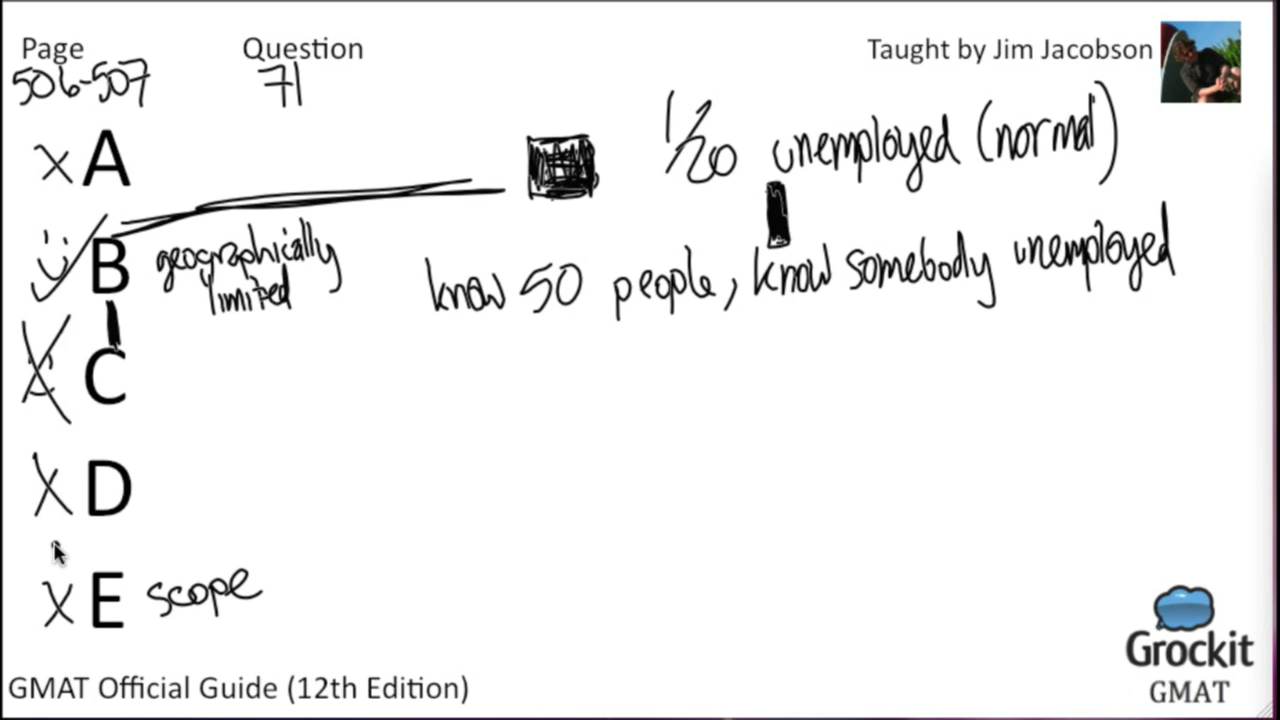 Page Question Taught by Jim Jacobson
506-507 71
1/20 unemployed (normal)
A
B geographically limited
know 50 people, know somebody unemployed
C
D
E scope
GMAT Official Guide (12th Edition)
Grockit
GMAT